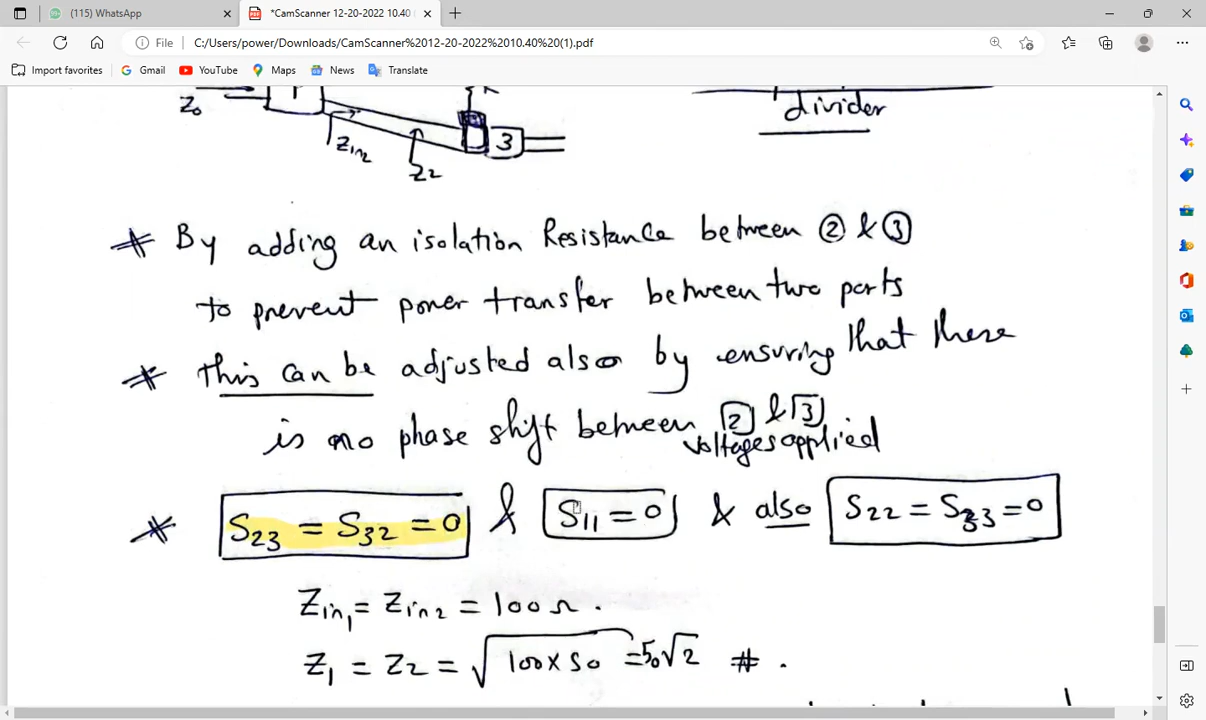 (115) WhatsApp
*CamScanner 12-20-2022 10.40
File C:/Users/power/Downloads/CamScanner%2012-20-2022%2010.40%20(1).pdf
Import favorites Gmail YouTube Maps News Translate
Z0 1
Zin2
Z2
3
divider
* By adding an isolation Resistance between ② & ③
to prevent power transfer between two ports
* this can be adjusted also by ensuring that there
is no phase shift between 2 & 3
voltages applied
* S23 = S32 = 0 & S11 = 0 & also S22 = S33 = 0
Zin1 = Zin2 = 100Ω .
Z1 = Z2 = √100x50 = 50√2 # .